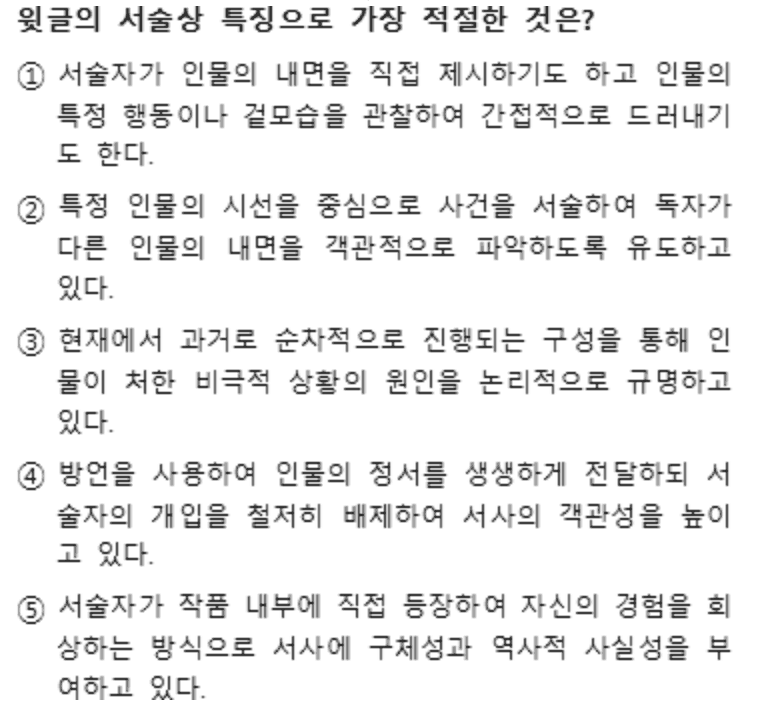 윗글의 서술상 특징으로 가장 적절한 것은?
① 서술자가 인물의 내면을 직접 제시하기도 하고 인물의
특정 행동이나 겉모습을 관찰하여 간접적으로 드러내기
도 한다.
② 특정 인물의 시선을 중심으로 사건을 서술하여 독자가
다른 인물의 내면을 객관적으로 파악하도록 유도하고
있다.
③ 현재에서 과거로 순차적으로 진행되는 구성을 통해 인
물이 처한 비극적 상황의 원인을 논리적으로 규명하고
있다.
④ 방언을 사용하여 인물의 정서를 생생하게 전달하되 서
술자의 개입을 철저히 배제하여 서사의 객관성을 높이
고 있다.
⑤ 서술자가 작품 내부에 직접 등장하여 자신의 경험을 회
상하는 방식으로 서사에 구체성과 역사적 사실성을 부
여하고 있다.